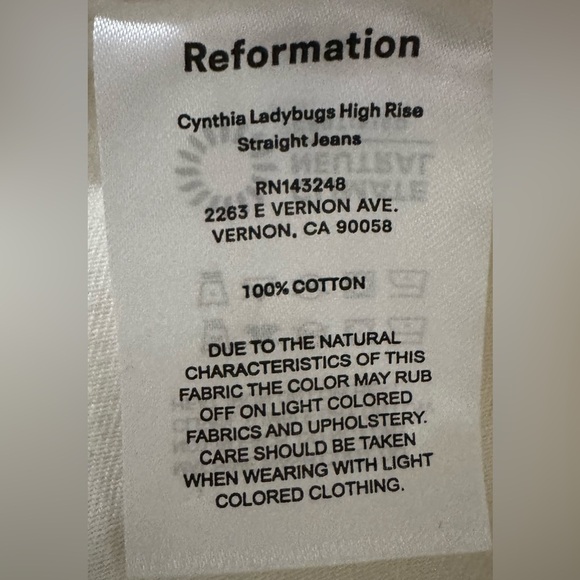 Reformation
Cynthia Ladybugs High Rise
Straight Jeans
RN143248
2263 E VERNON AVE.
VERNON, CA 90058
100% COTTON
DUE TO THE NATURAL
CHARACTERISTICS OF THIS
FABRIC THE COLOR MAY RUB
OFF ON LIGHT COLORED
FABRICS AND UPHOLSTERY.
CARE SHOULD BE TAKEN
WHEN WEARING WITH LIGHT
COLORED CLOTHING.